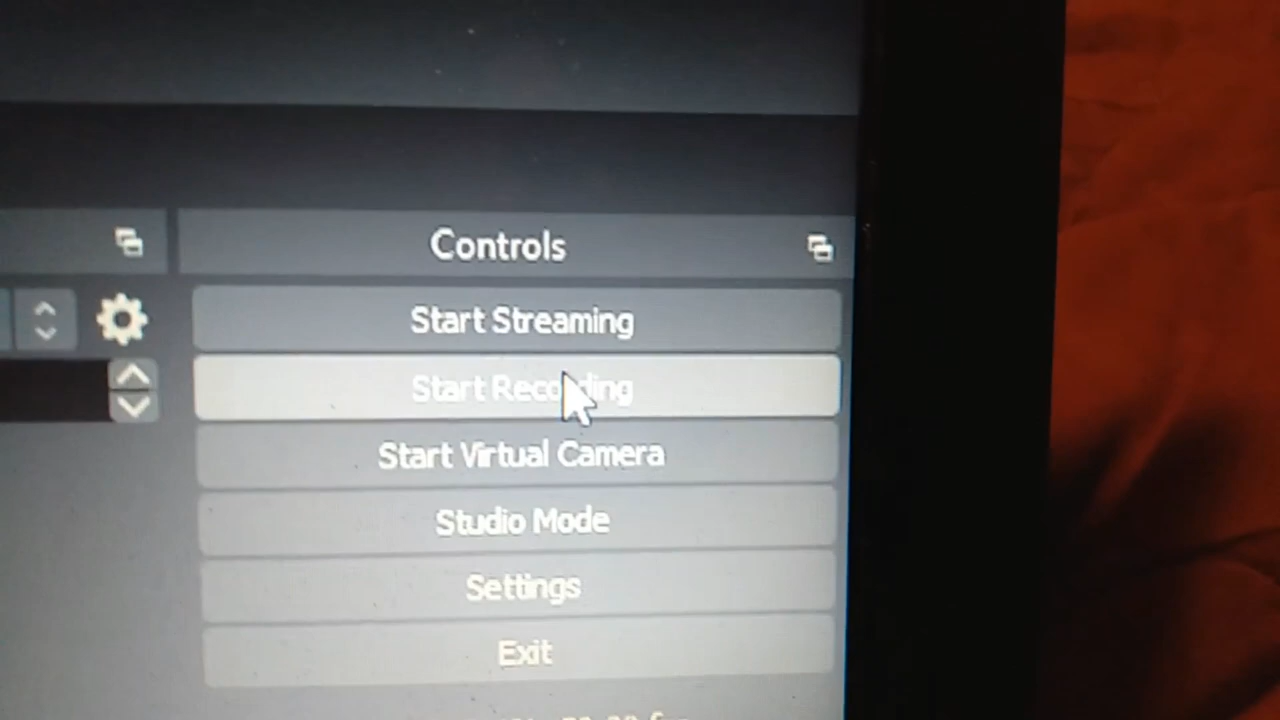 Controls
Start Streaming
Start Recording
Start Virtual Camera
Studio Mode
Settings
Exit